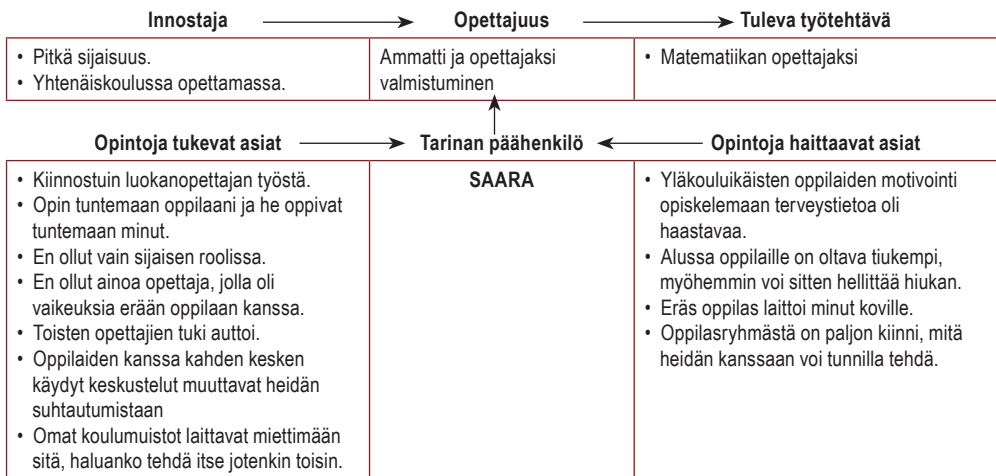 Innostaja Opettajuus Tuleva työtehtävä
• Pitkä sijaisuus.
• Yhtenäiskoulussa opettamassa.
Ammatti ja opettajaksi
valmistuminen
• Matematiikan opettajaksi
Opintoja tukevat asiat Tarinan päähenkilö Opintoja haittaavat asiat
• Kiinnostuin luokanopettajan työstä.
• Opin tuntemaan oppilaani ja he oppivat
tuntemaan minut.
• En ollut vain sijaisen roolissa.
• En ollut ainoa opettaja, jolla oli
vaikeuksia erään oppilaan kanssa.
• Toisten opettajien tuki auttoi.
• Oppilaiden kanssa kahden kesken
käydyt keskustelut muuttavat heidän
suhtautumistaan
• Omat koulumuistot laittavat miettimään
sitä, haluanko tehdä itse jotenkin toisin.
SAARA
• Yläkouluikäisten oppilaiden motivointi
opiskelemaan terveystietoa oli
haastavaa.
• Alussa oppilaille on oltava tiukempi,
myöhemmin voi sitten hellittää hiukan.
• Eräs oppilas laittoi minut koville.
• Oppilasryhmästä on paljon kiinni, mitä
heidän kanssaan voi tunnilla tehdä.